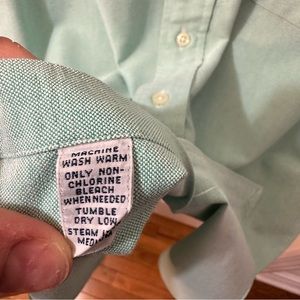 MACHINE
WASH WARM
ONLY NON-
CHLORINE
BLEACH
WHEN NEEDED
TUMBLE
DRY LOW
STEAM